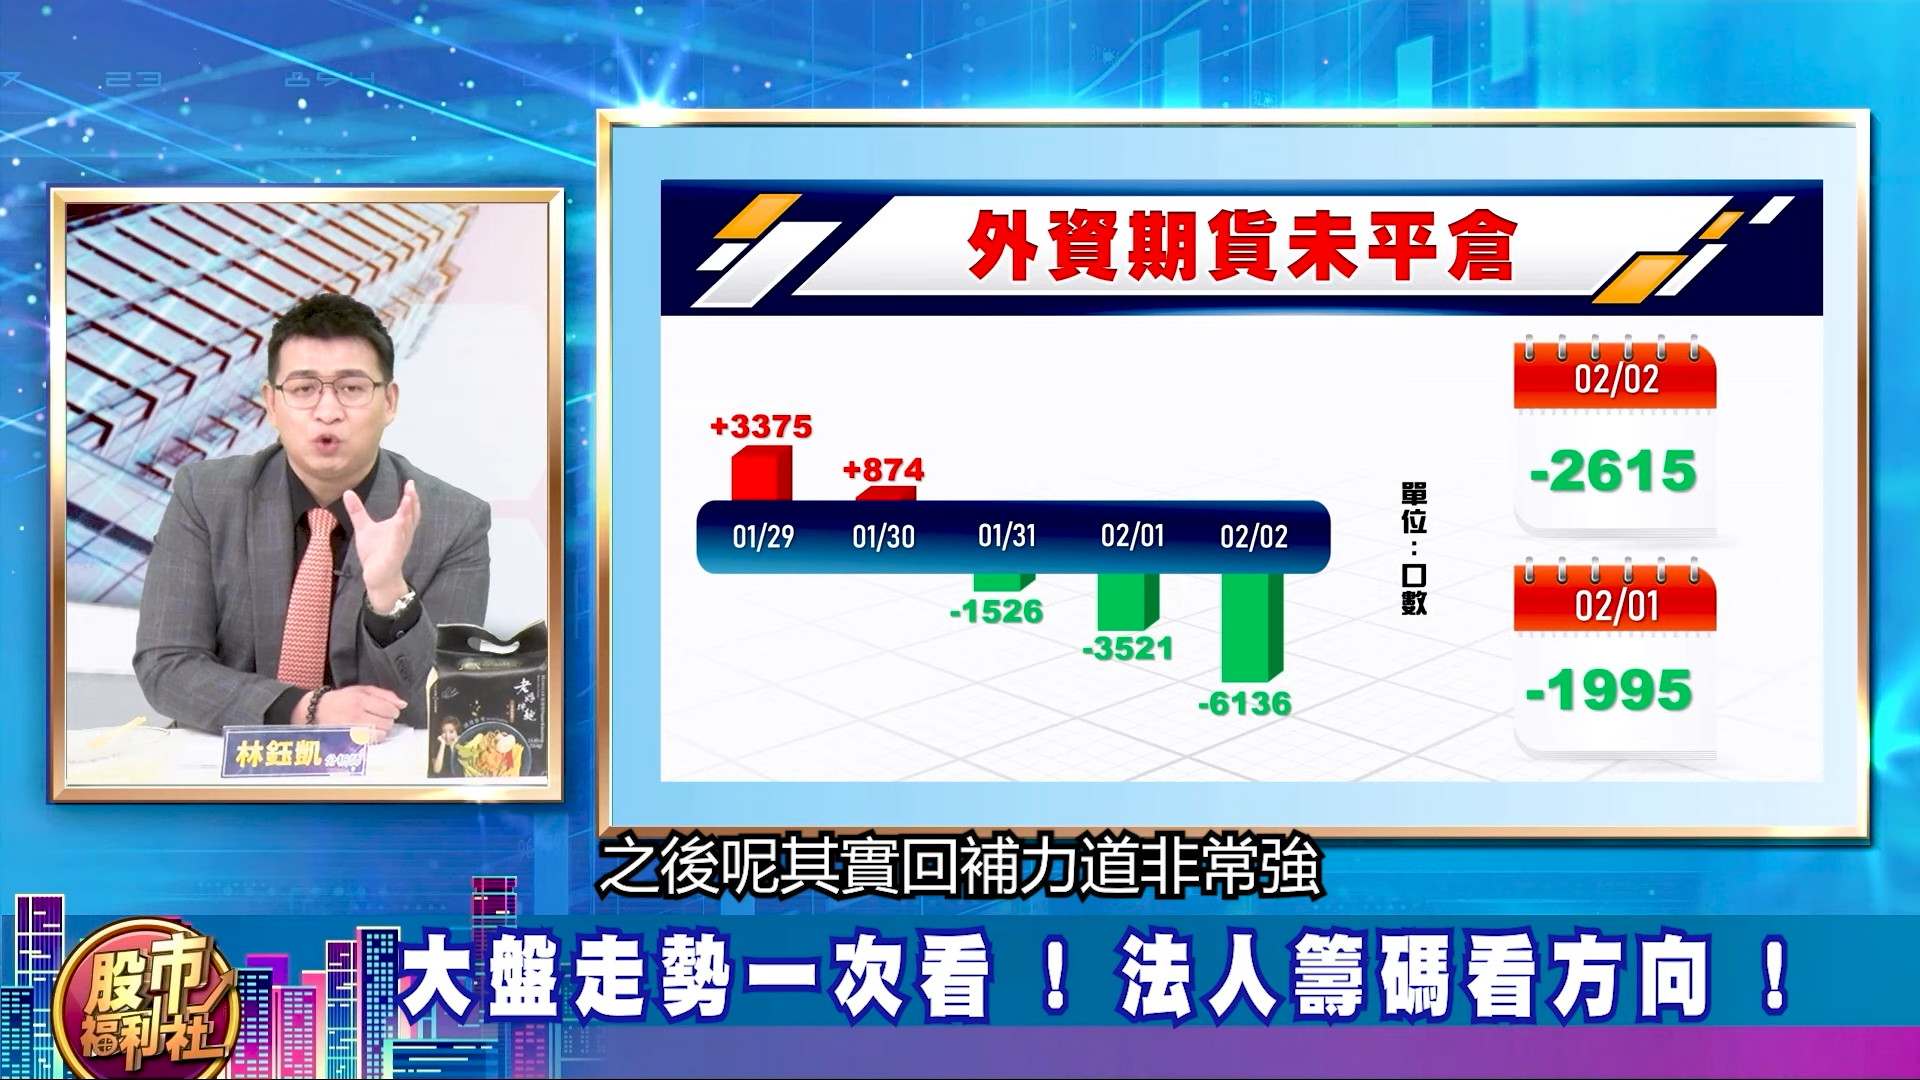 外資期貨未平倉
+3375
+874
01/29
01/30
01/31
02/01
02/02
-1526
-3521
-6136
單位：口數
02/02
-2615
02/01
-1995
林鈺凱 分析師
之後呢其實回補力道非常強
大盤走勢一次看！法人籌碼看方向！
股市
福利社